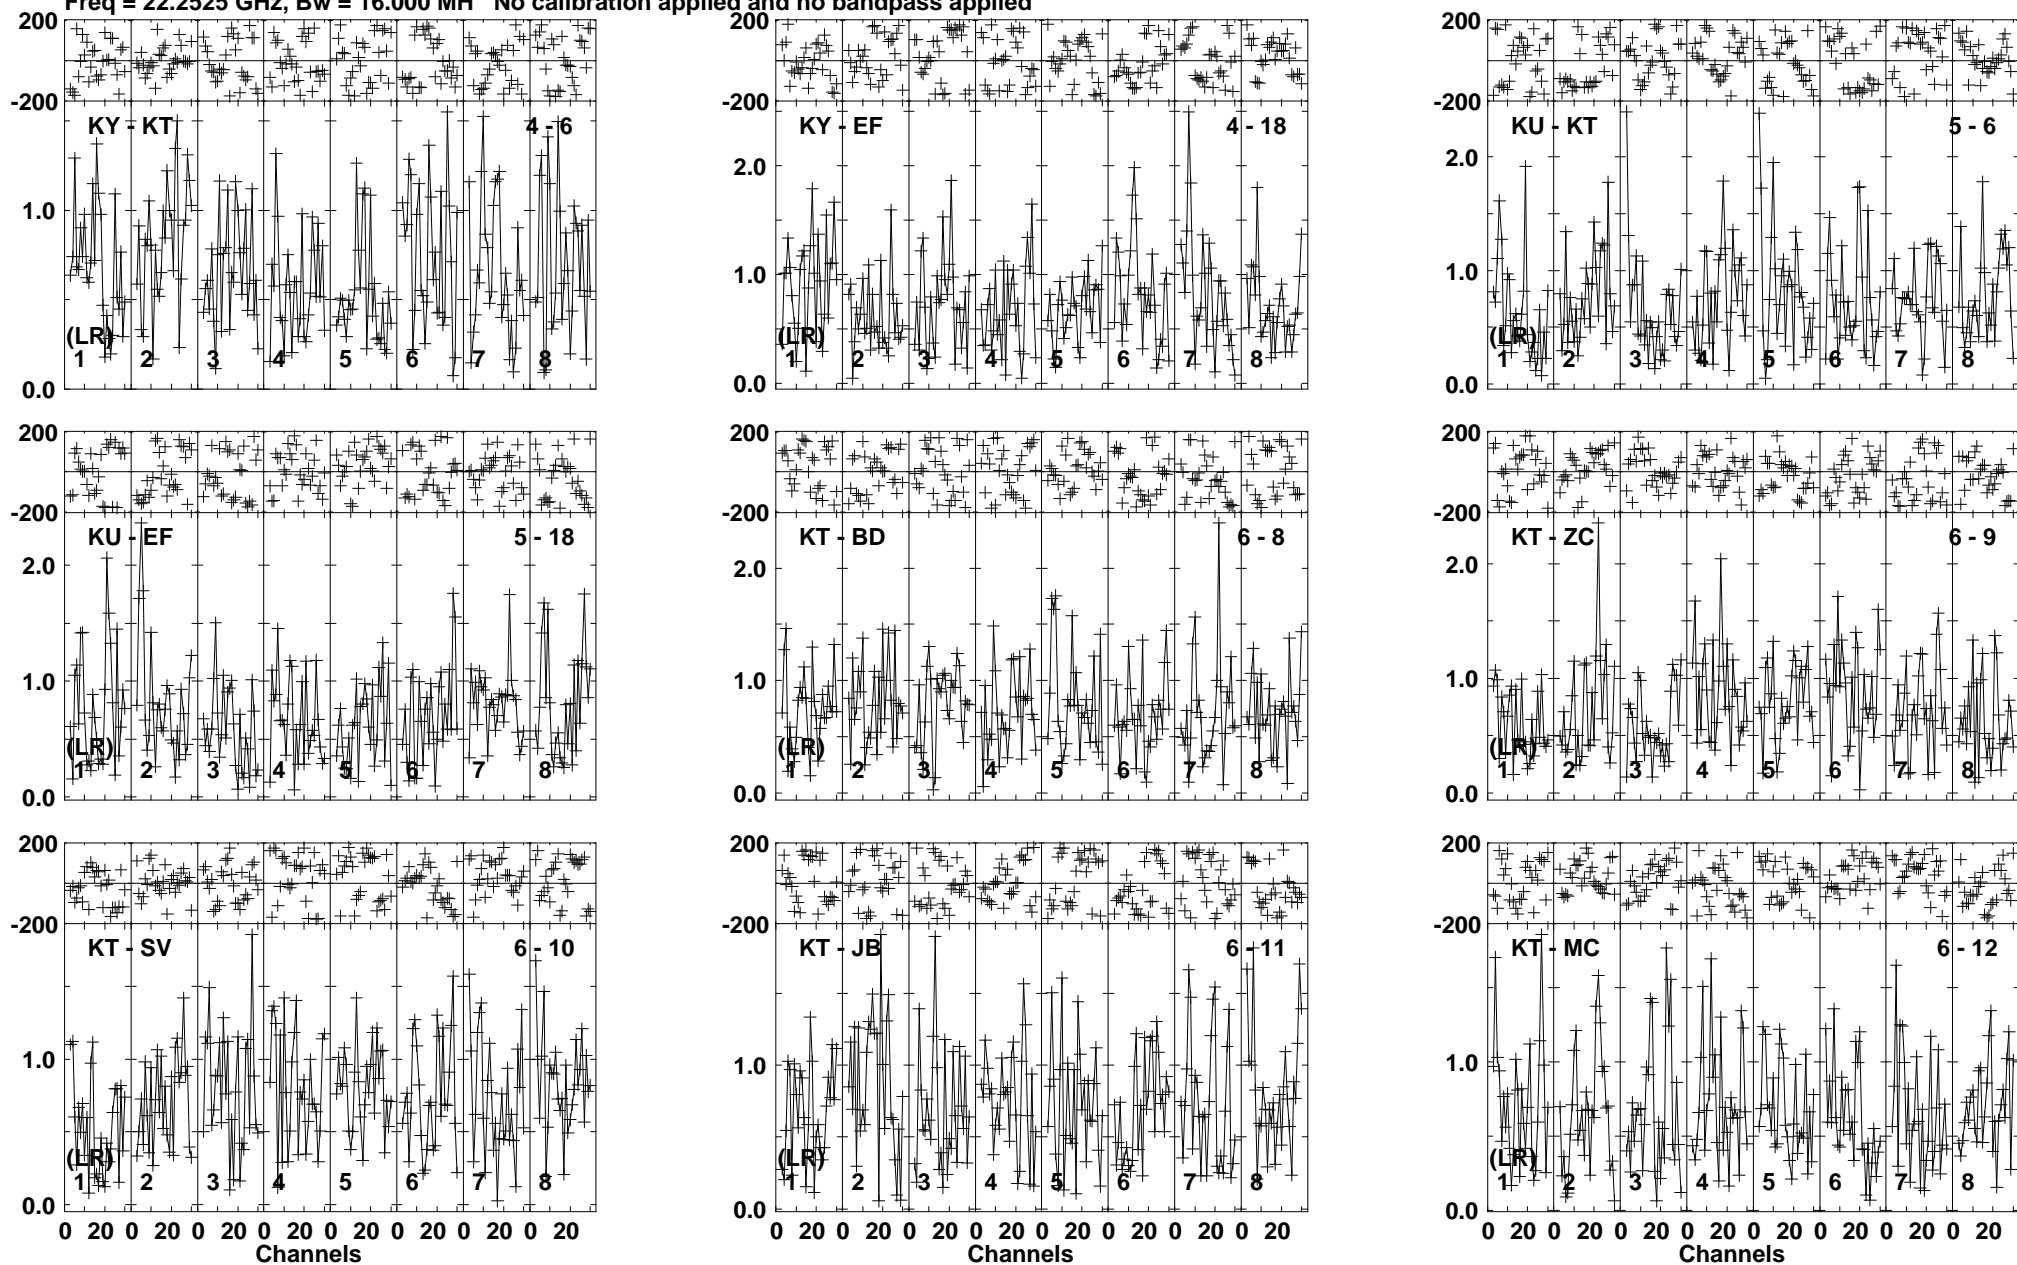 Freq = 22.2525 GHz, Bw = 16.000 MH No calibration applied and no bandpass applied
200 200 200
-200 -200 -200
KY - KT 4 - 6 KY - EF 4 - 18 KU - KT 5 - 6
2.0 2.0
1.0 1.0 1.0
(LR) (LR) (LR)
1 2 3 4 5 6 7 8 1 2 3 4 5 6 7 8 1 2 3 4 5 6 7 8
0.0 0.0 0.0
200 200 200
-200 -200 -200
KU - EF 5 - 18 KT - BD 6 - 8 KT - ZC 6 - 9
2.0 2.0 2.0
1.0 1.0 1.0
(LR) (LR) (LR)
1 2 3 4 5 6 7 8 1 2 3 4 5 6 7 8 1 2 3 4 5 6 7 8
0.0 0.0 0.0
200 200 200
-200 -200 -200
KT - SV 6 - 10 KT - JB 6 - 11 KT - MC 6 - 12
1.0 1.0 1.0
(LR) (LR) (LR)
1 2 3 4 5 6 7 8 1 2 3 4 5 6 7 8 1 2 3 4 5 6 7 8
0.0 0.0 0.0
0 20 0 20 0 20 0 20 0 20 0 20 0 20 0 20 0 20 0 20 0 20 0 20 0 20 0 20 0 20 0 20 0 20 0 20 0 20 0 20 0 20 0 20 0 20 0 20
Channels Channels Channels